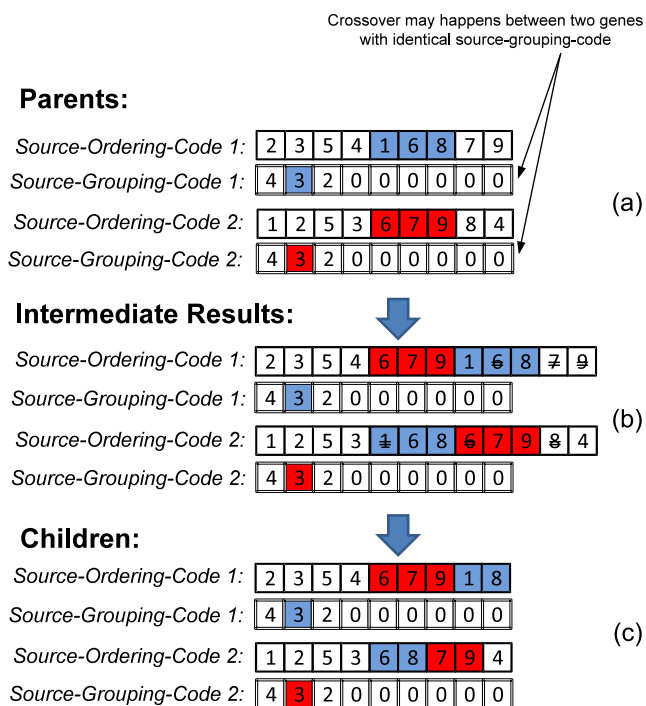 Crossover may happens between two genes
with identical source-grouping-code
Parents:
Source-Ordering-Code 1: 2 3 5 4 1 6 8 7 9
Source-Grouping-Code 1: 4 3 2 0 0 0 0 0 0
(a)
Source-Ordering-Code 2: 1 2 5 3 6 7 9 8 4
Source-Grouping-Code 2: 4 3 2 0 0 0 0 0 0
Intermediate Results:
Source-Ordering-Code 1: 2 3 5 4 6 7 9 1 6 8 7 9
Source-Grouping-Code 1: 4 3 2 0 0 0 0 0 0
(b)
Source-Ordering-Code 2: 1 2 5 3 1 6 8 6 7 9 8 4
Source-Grouping-Code 2: 4 3 2 0 0 0 0 0 0
Children:
Source-Ordering-Code 1: 2 3 5 4 6 7 9 1 8
Source-Grouping-Code 1: 4 3 2 0 0 0 0 0 0
(c)
Source-Ordering-Code 2: 1 2 5 3 6 8 7 9 4
Source-Grouping-Code 2: 4 3 2 0 0 0 0 0 0